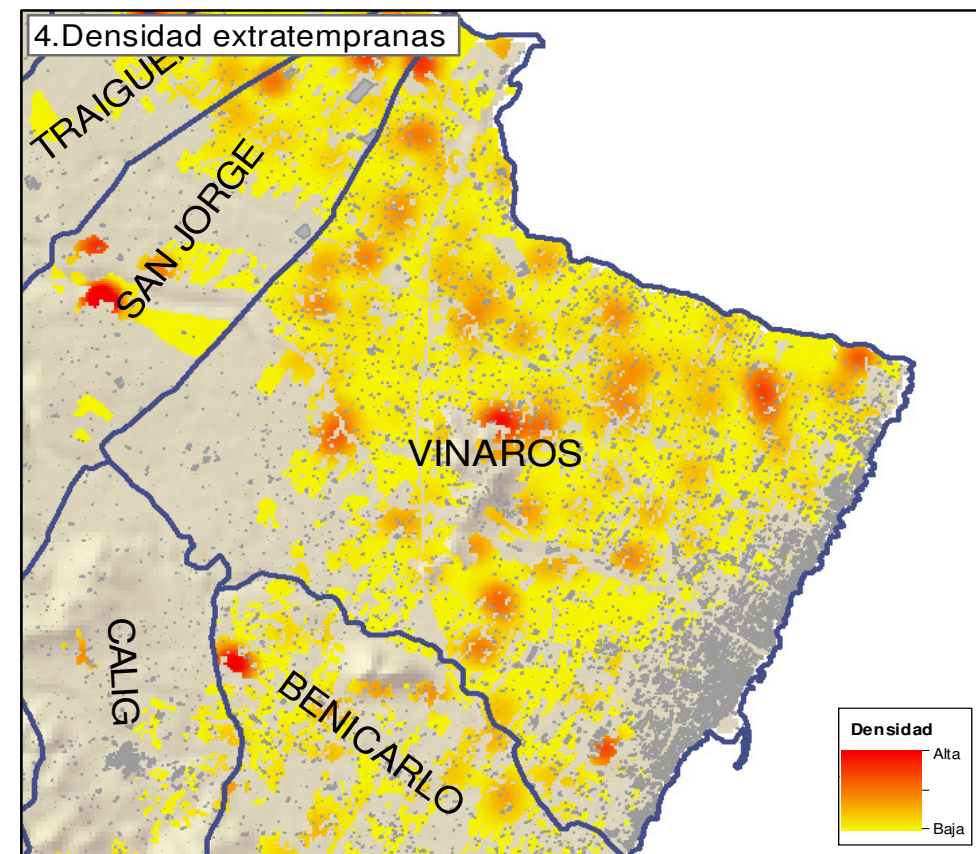 4.Densidad extratempranas
SAN JORGE
VINAROS
CALIG
BENICARLO
Densidad
Alta
Baja